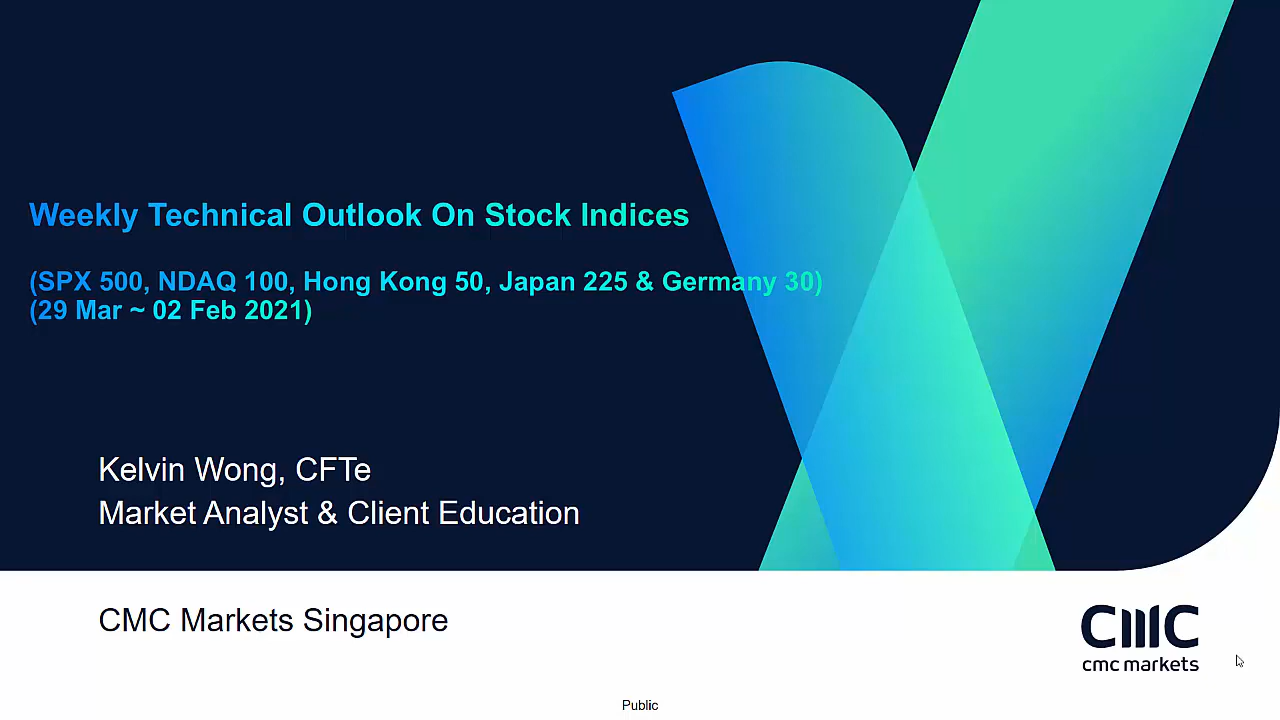 Weekly Technical Outlook On Stock Indices
(SPX 500, NDAQ 100, Hong Kong 50, Japan 225 & Germany 30)
(29 Mar ~ 02 Feb 2021)
Kelvin Wong, CFTe
Market Analyst & Client Education
CMC Markets Singapore
CMC
cmc markets
Public